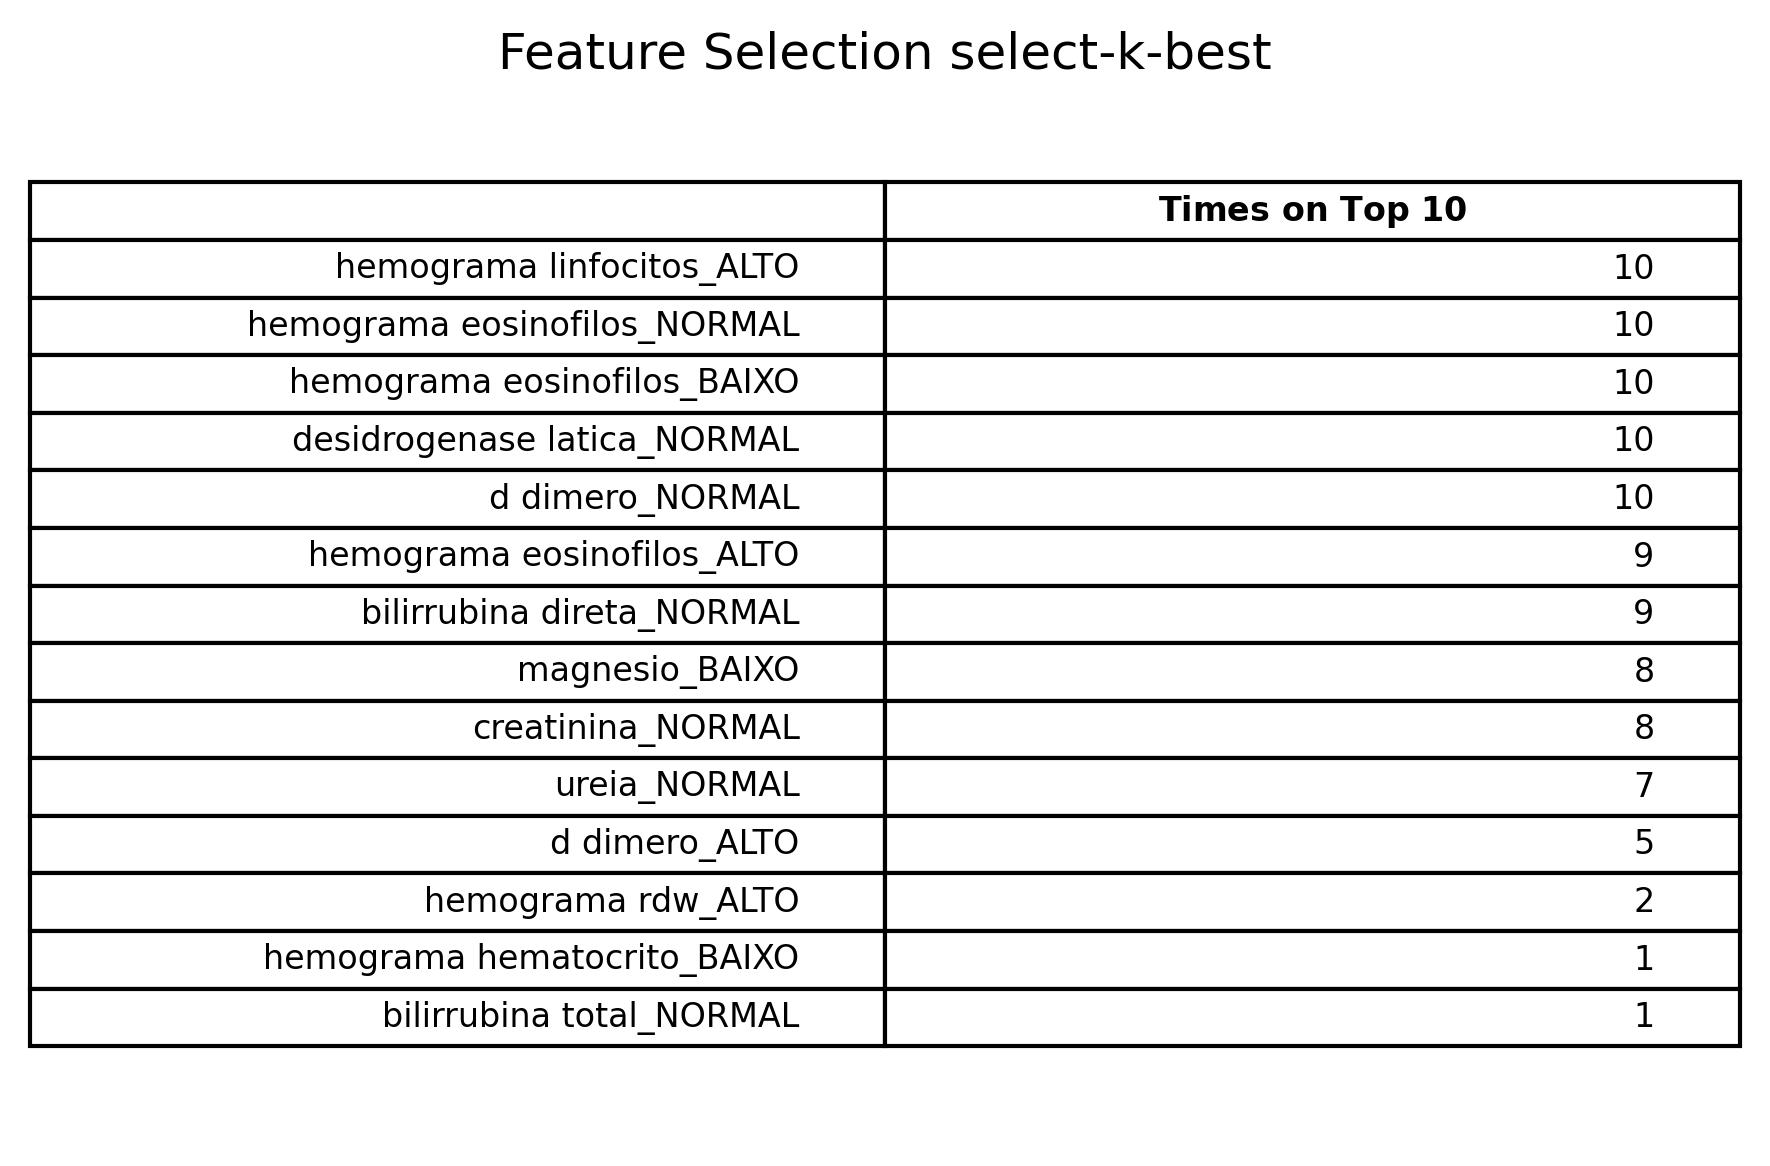 Feature Selection select-k-best
Times on Top 10
hemograma linfocitos_ALTO 10
hemograma eosinofilos_NORMAL 10
hemograma eosinofilos_BAIXO 10
desidrogenase latica_NORMAL 10
d dimero_NORMAL 10
hemograma eosinofilos_ALTO 9
bilirrubina direta_NORMAL 9
magnesio_BAIXO 8
creatinina_NORMAL 8
ureia_NORMAL 7
d dimero_ALTO 5
hemograma rdw_ALTO 2
hemograma hematocrito_BAIXO 1
bilirrubina total_NORMAL 1